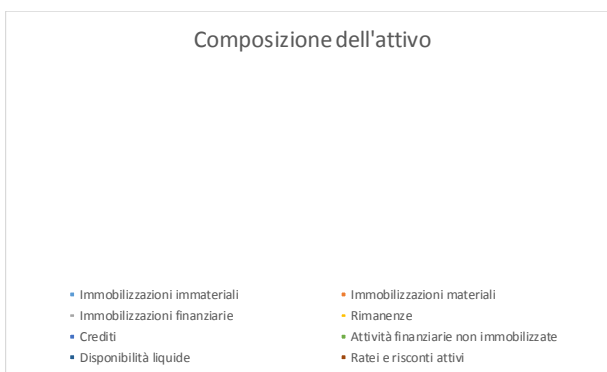 Composizione dell'attivo
Immobilizzazioni immateriali
Immobilizzazioni materiali
Immobilizzazioni finanziarie
Rimanenze
Crediti
Attività finanziarie non immobilizzate
Disponibilità liquide
Ratei e risconti attivi